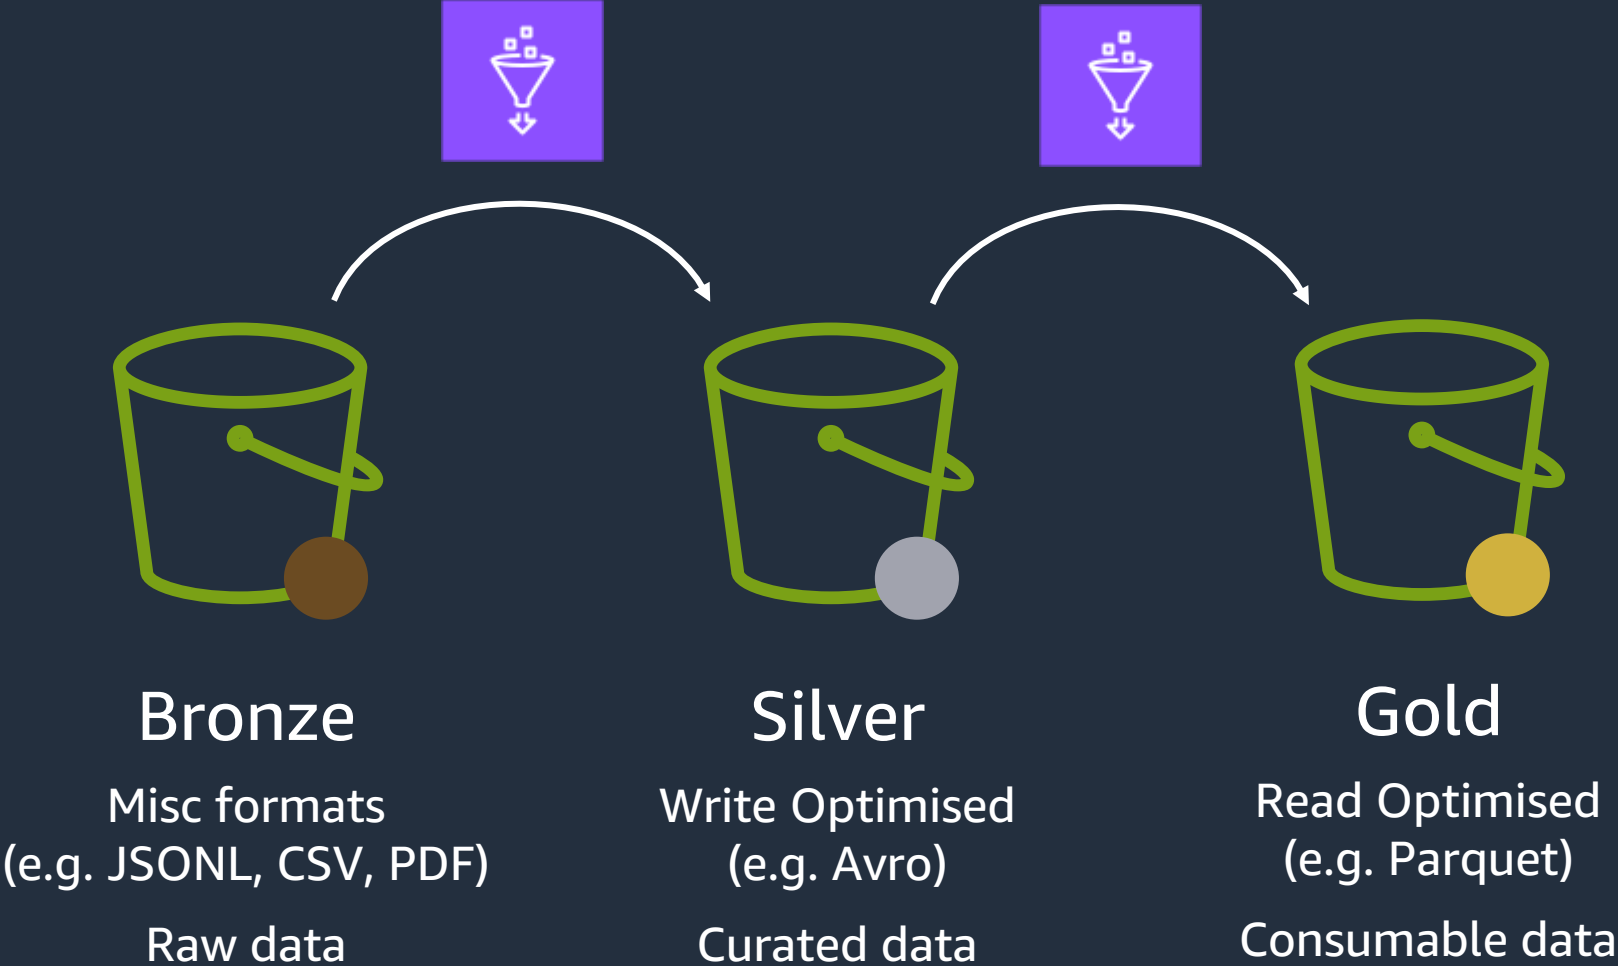 Bronze
Misc formats
(e.g. JSONL, CSV, PDF)
Raw data
Silver
Write Optimised
(e.g. Avro)
Curated data
Gold
Read Optimised
(e.g. Parquet)
Consumable data